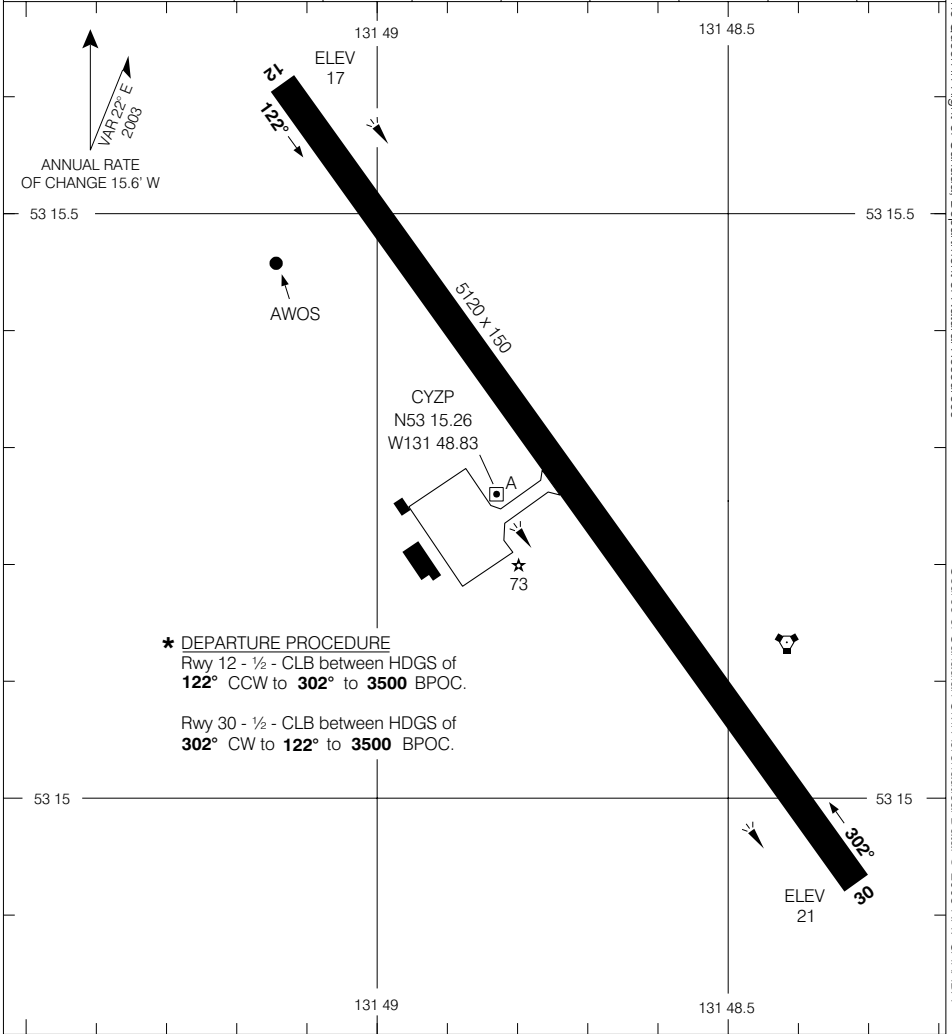 131 49
131 48.5
ELEV
17
12
122°
VAR 22° E
2003
ANNUAL RATE
OF CHANGE 15.6' W
53 15.5
53 15.5
AWOS
5120 x 150
CYZP
N53 15.26
W131 48.83
A
73
* DEPARTURE PROCEDURE
Rwy 12 - ½ - CLB between HDGS of
122° CCW to 302° to 3500 BPOC.
Rwy 30 - ½ - CLB between HDGS of
302° CW to 122° to 3500 BPOC.
53 15
53 15
302°
30
ELEV
21
131 49
131 48.5